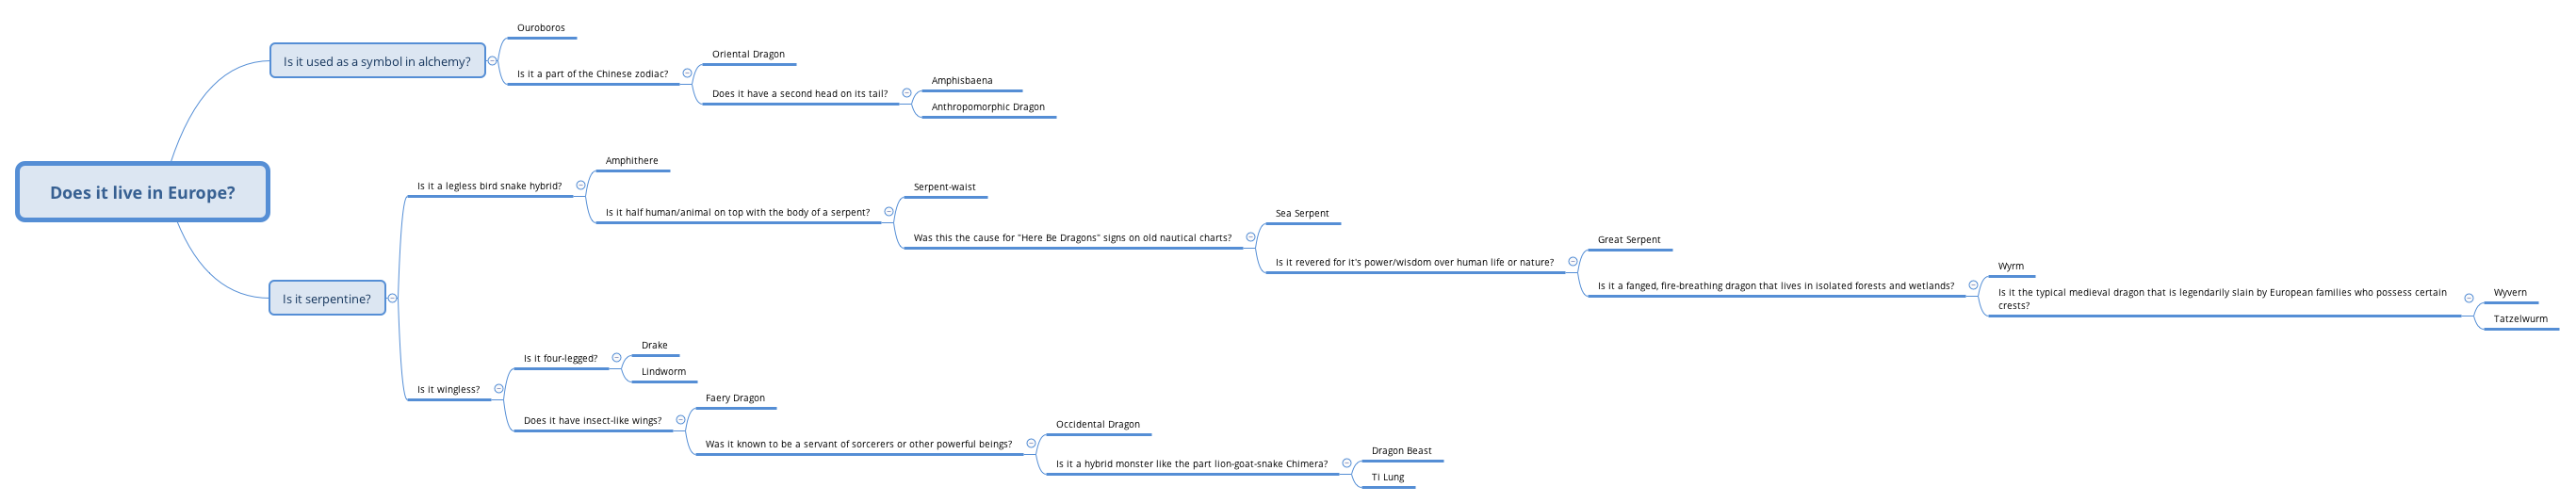 Does it live in Europe?
Is it used as a symbol in alchemy?
Ouroboros
Is it a part of the Chinese zodiac?
Oriental Dragon
Does it have a second head on its tail?
Amphisbaena
Anthropomorphic Dragon
Is it serpentine?
Is it a legless bird snake hybrid?
Amphithere
Is it half human/animal on top with the body of a serpent?
Serpent-waist
Was this the cause for "Here Be Dragons" signs on old nautical charts?
Sea Serpent
Is it revered for it's power/wisdom over human life or nature?
Great Serpent
Is it a fanged, fire-breathing dragon that lives in isolated forests and wetlands?
Wyrm
Is it the typical medieval dragon that is legendarily slain by European families who possess certain
crests?
Wyvern
Tatzelwurm
Is it wingless?
Is it four-legged?
Drake
Lindworm
Does it have insect-like wings?
Faery Dragon
Was it known to be a servant of sorcerers or other powerful beings?
Occidental Dragon
Is it a hybrid monster like the part lion-goat-snake Chimera?
Dragon Beast
Ti Lung